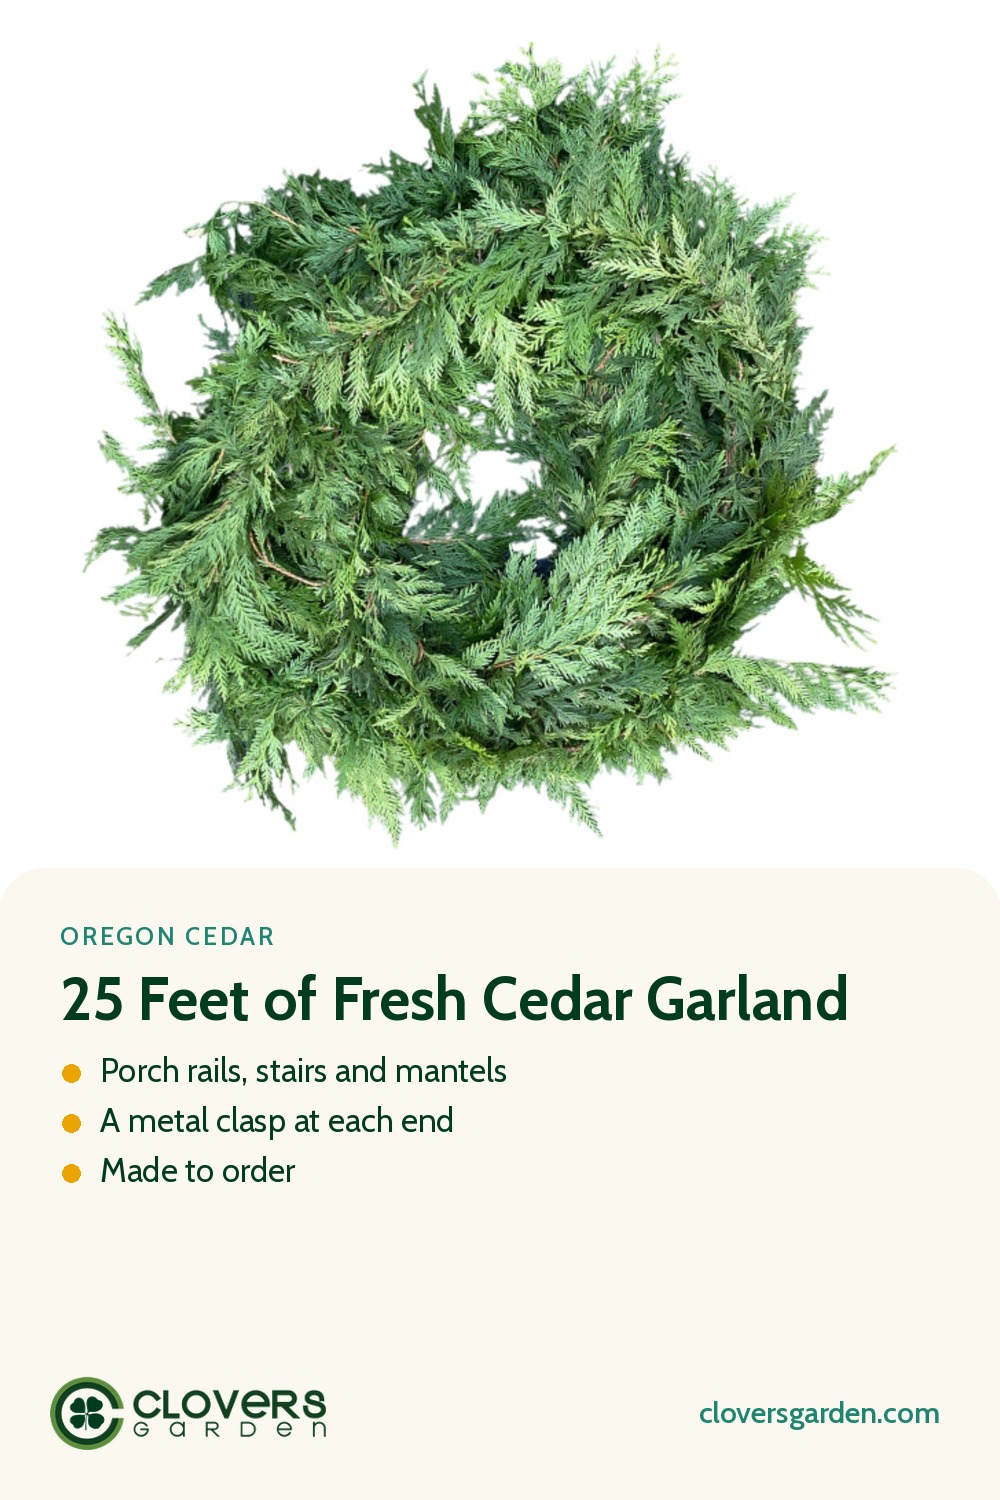 OREGON CEDAR
25 Feet of Fresh Cedar Garland
Porch rails, stairs and mantels
A metal clasp at each end
Made to order
CLOVERS
GARDEN
cloversgarden.com